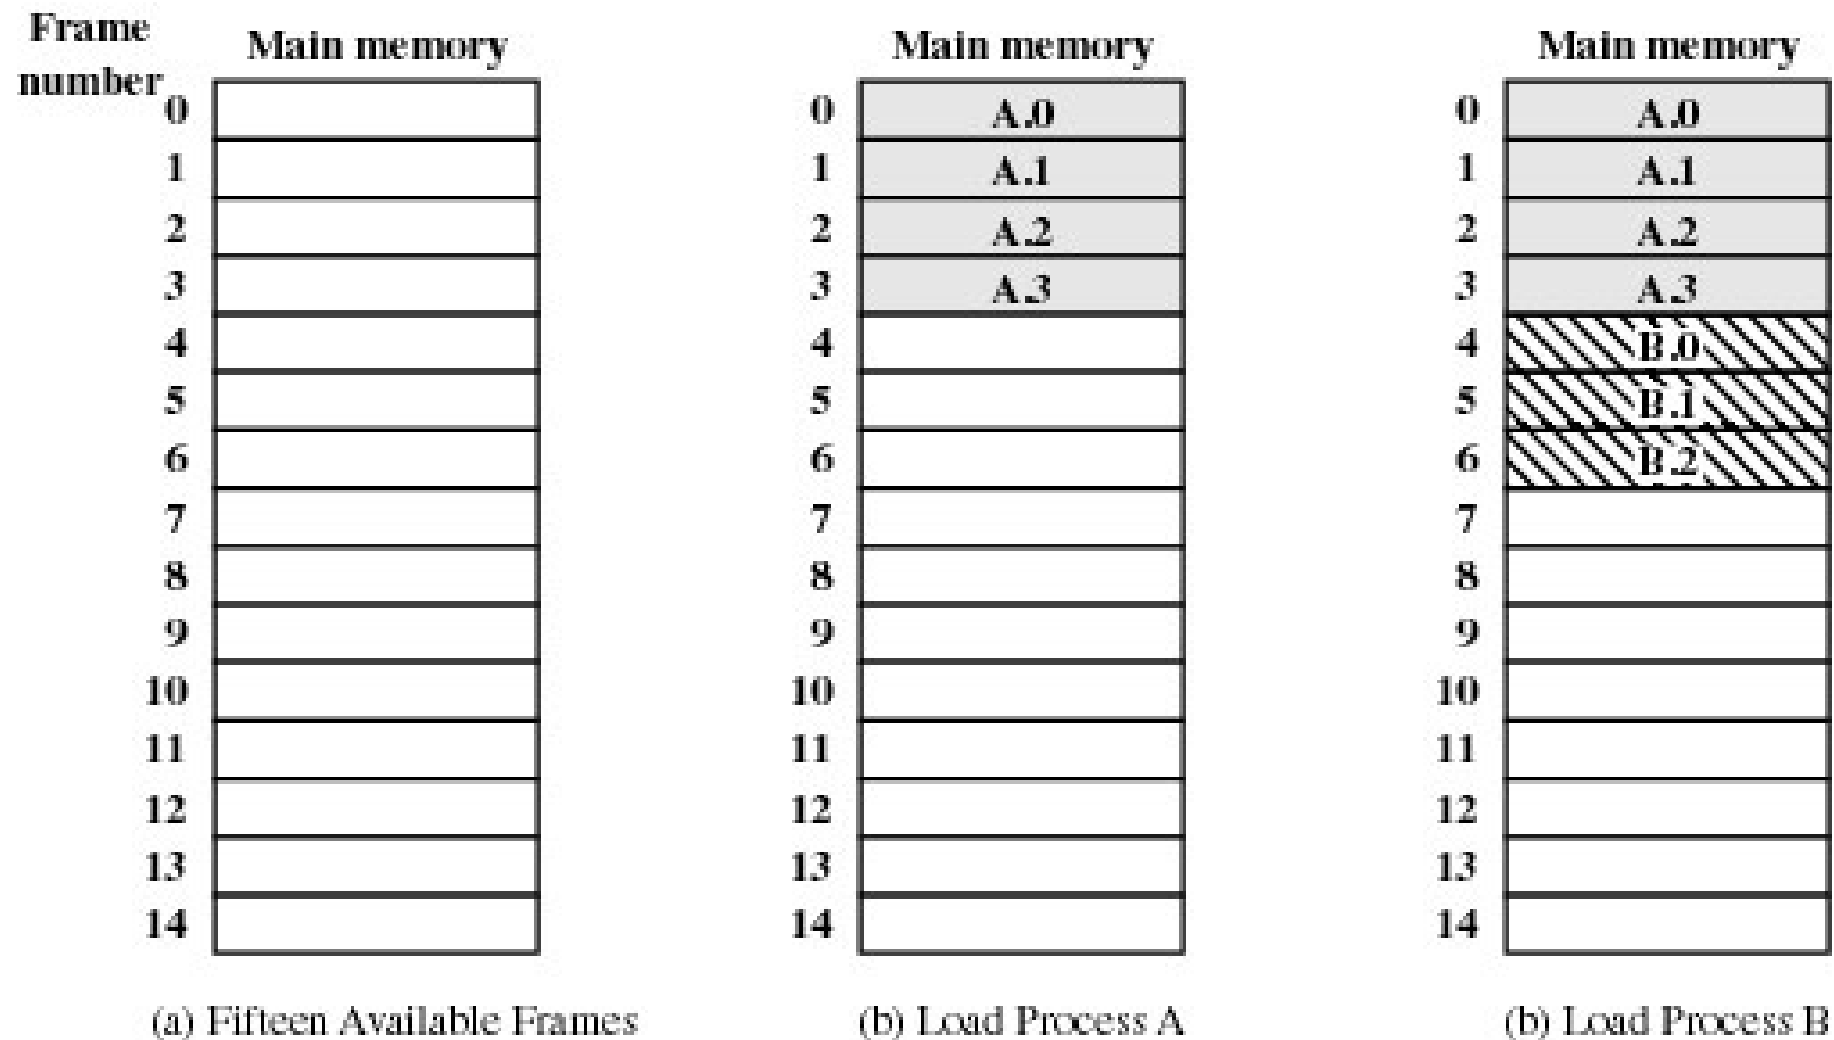 Frame
number
Main memory
0
1
2
3
4
5
6
7
8
9
10
11
12
13
14
(a) Fifteen Available Frames
Main memory
0 A.0
1 A.1
2 A.2
3 A.3
4
5
6
7
8
9
10
11
12
13
14
(b) Load Process A
Main memory
0 A.0
1 A.1
2 A.2
3 A.3
4 B.0
5 B.1
6 B.2
7
8
9
10
11
12
13
14
(b) Load Process B